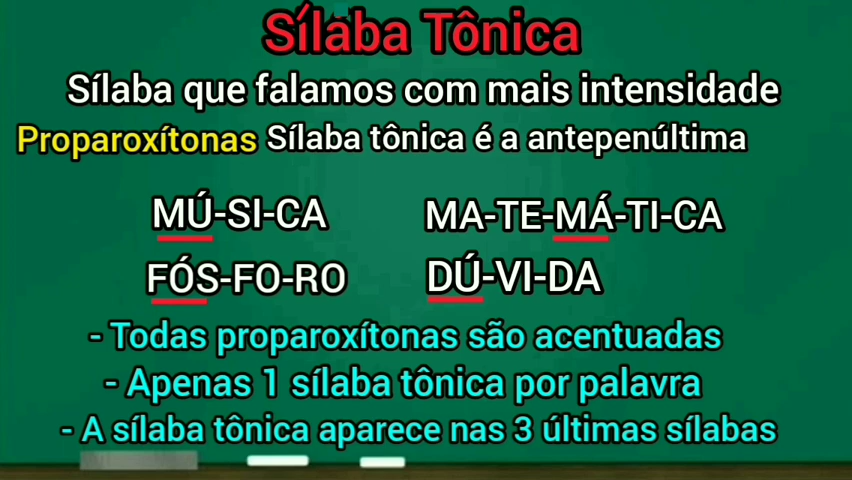 Sílaba Tônica
Sílaba que falamos com mais intensidade
Proparoxítonas Sílaba tônica é a antepenúltima
MÚ-SI-CA MA-TE-MÁ-TI-CA
FÓS-FO-RO DÚ-VI-DA
- Todas proparoxítonas são acentuadas
- Apenas 1 sílaba tônica por palavra
- A sílaba tônica aparece nas 3 últimas sílabas